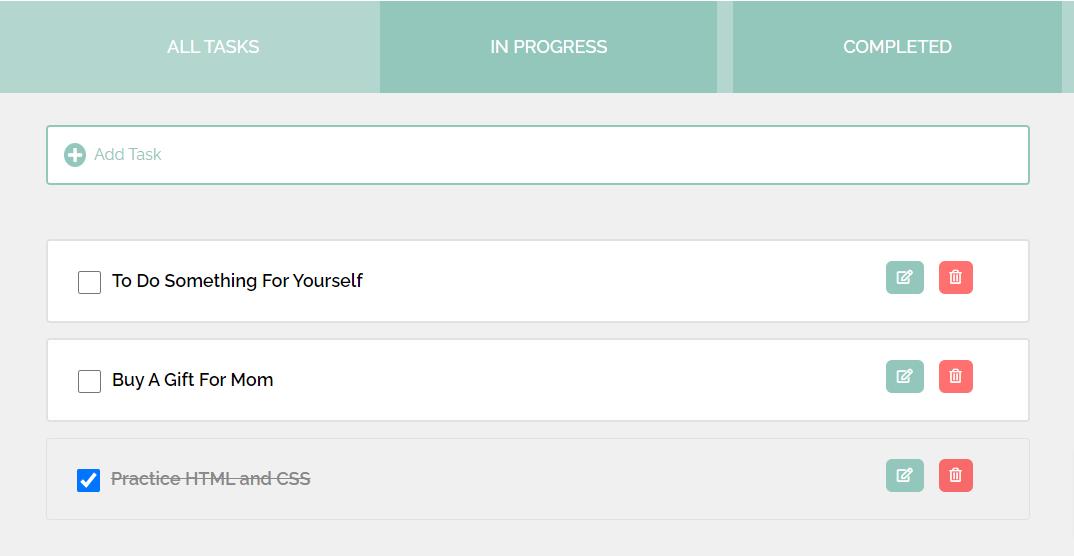 ALL TASKS
IN PROGRESS
COMPLETED
Add Task
To Do Something For Yourself
Buy A Gift For Mom
Practice HTML and CSS